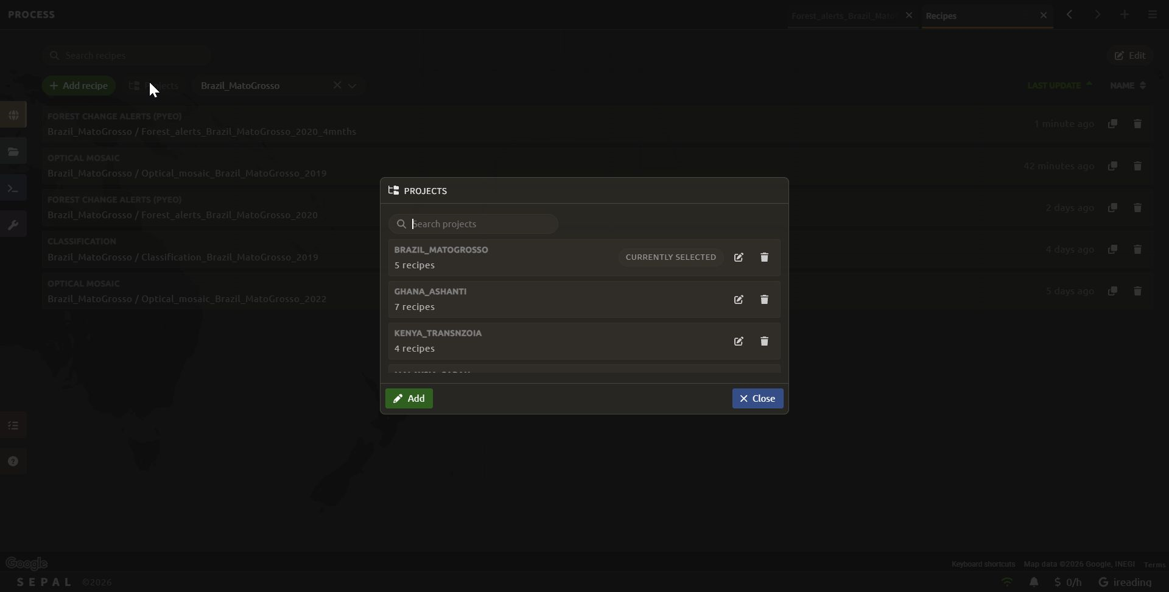 PROCESS
Forest_alerts_Brazil_Mato
Recipes
Search recipes
Edit
+ Add recipe
Brazil_MatoGrosso
LAST UPDATE
NAME
FOREST CHANGE ALERTS (PYEO)
Brazil_MatoGrosso / Forest_alerts_Brazil_MatoGrosso_2020_4mnths
1 minute ago
OPTICAL MOSAIC
Brazil_MatoGrosso / Optical_mosaic_Brazil_MatoGrosso_2019
42 minutes ago
FOREST CHANGE ALERTS (PYEO)
Brazil_MatoGrosso / Forest_alerts_Brazil_MatoGrosso_2020
2 days ago
CLASSIFICATION
Brazil_MatoGrosso / Classification_Brazil_MatoGrosso_2019
4 days ago
OPTICAL MOSAIC
Brazil_MatoGrosso / Optical_mosaic_Brazil_MatoGrosso_2022
5 days ago
PROJECTS
Search projects
BRAZIL_MATOGROSSO
5 recipes
CURRENTLY SELECTED
GHANA_ASHANTI
7 recipes
KENYA_TRANSNZOIA
4 recipes
Add
Close
Google
Keyboard shortcuts
Map data ©2026 Google, INEGI
Terms
SEPAL ©2026
$ 0/h
ireading